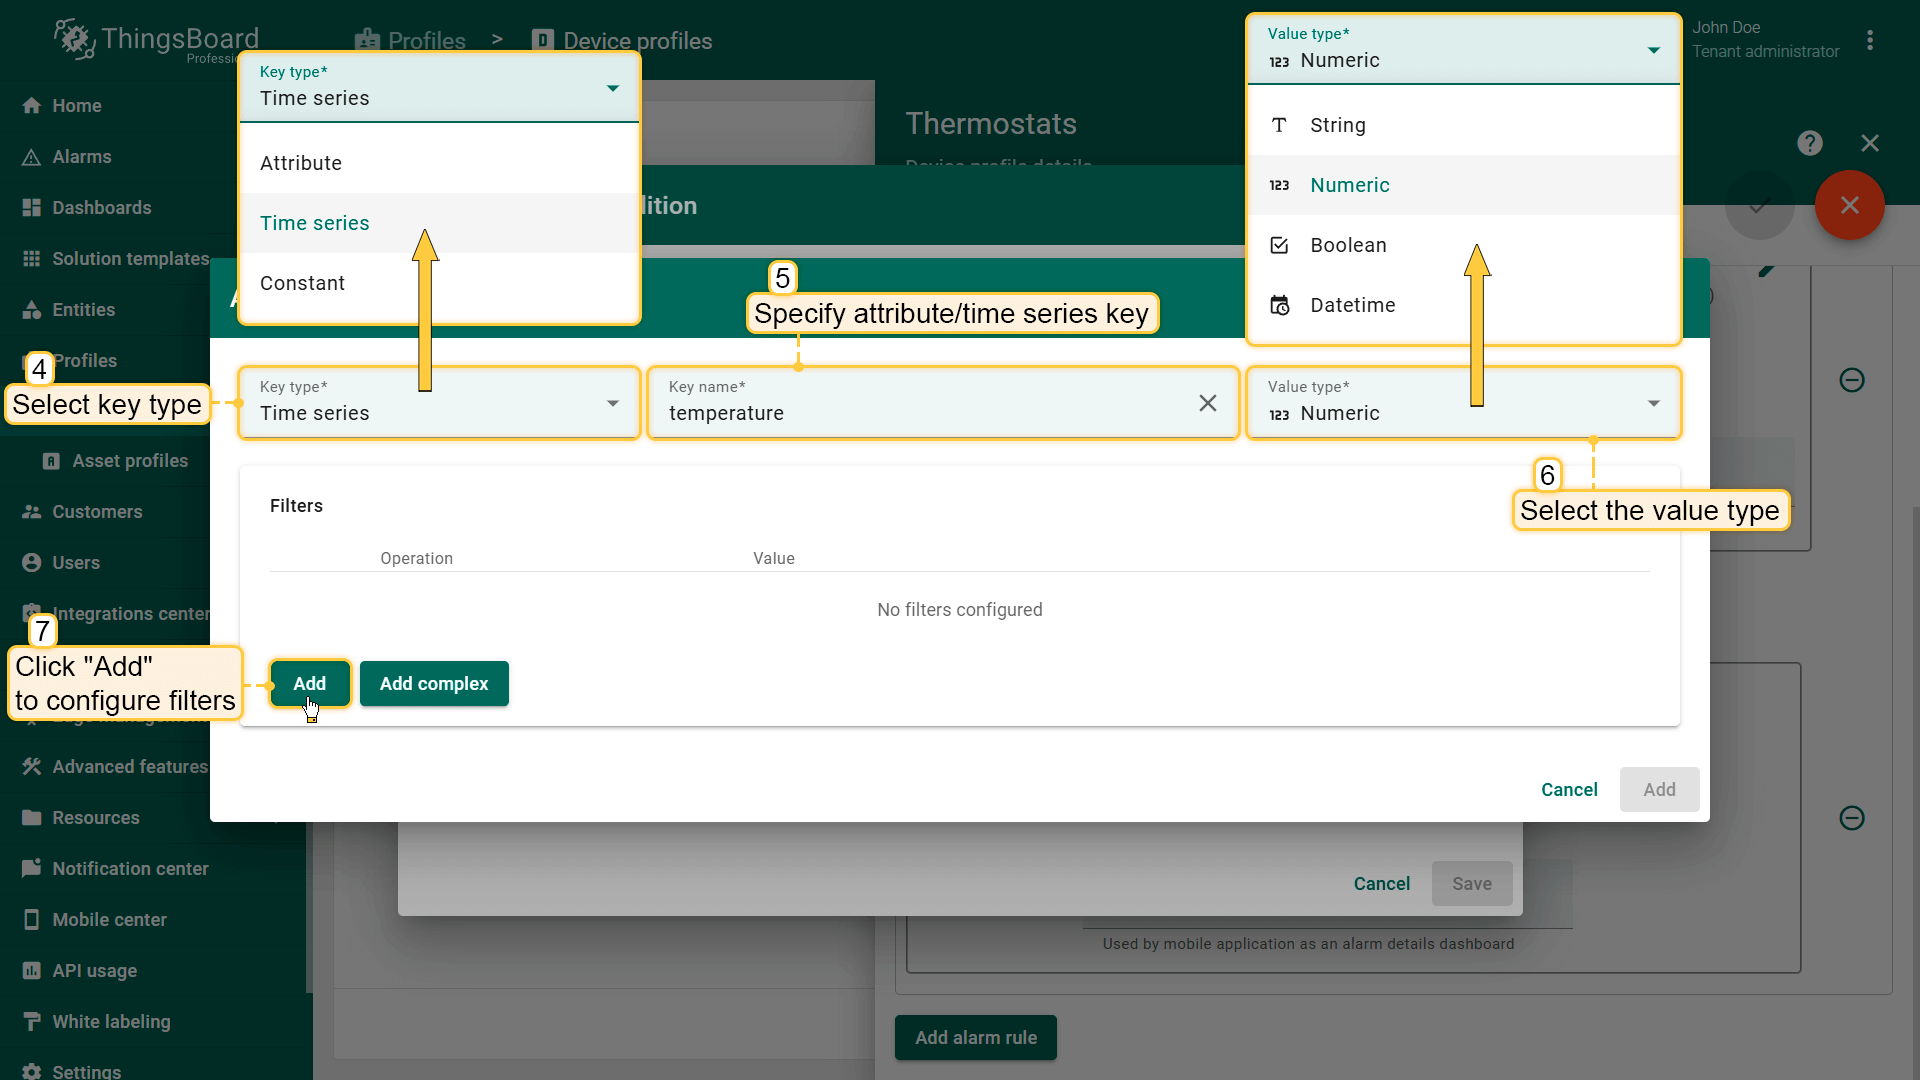 ThingsBoard
Profiles > Device profiles
John Doe
Tenant administrator
Home
Alarms
Dashboards
Solution templates
Entities
Profiles
Asset profiles
Customers
Users
Integrations center
Advanced features
Resources
Notification center
Mobile center
API usage
White labeling
Settings
Key type*
Time series
Attribute
Time series
Constant
Value type*
123 Numeric
String
123 Numeric
Boolean
Datetime
Thermostats
Device profile details
4
Select key type
5
Specify attribute/time series key
6
Select the value type
7
Click "Add"
to configure filters
Key type*
Time series
Key name*
temperature
Value type*
123 Numeric
Filters
Operation Value
No filters configured
Add Add complex
Cancel Add
Cancel Save
Used by mobile application as an alarm details dashboard
Add alarm rule